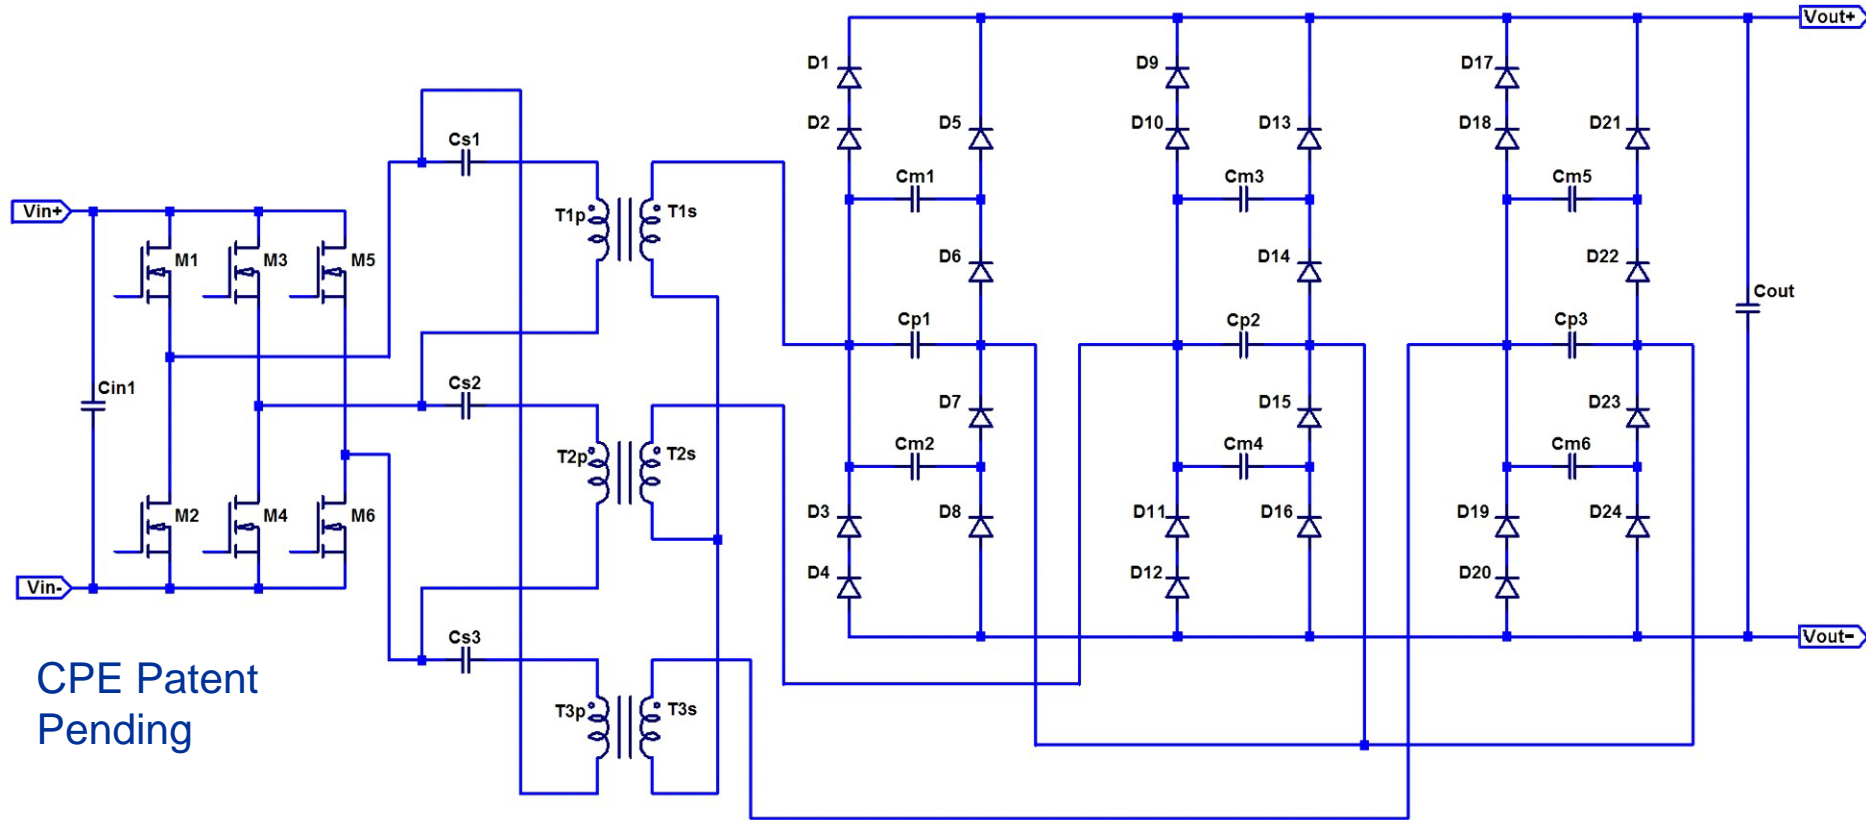 Vout+
D1
D9
D17
D2
D5
D10
D13
D18
D21
Cs1
Cm1
Cm3
Cm5
Vin+
T1p
T1s
M1
M3
M5
D6
D14
D22
Cout
Cp1
Cp2
Cp3
Cin1
Cs2
D7
D15
D23
Cm2
Cm4
Cm6
T2p
T2s
M2
M4
M6
D3
D8
D11
D16
D19
D24
D4
D12
D20
Vin-
Cs3
Vout-
CPE Patent
Pending
T3p
T3s